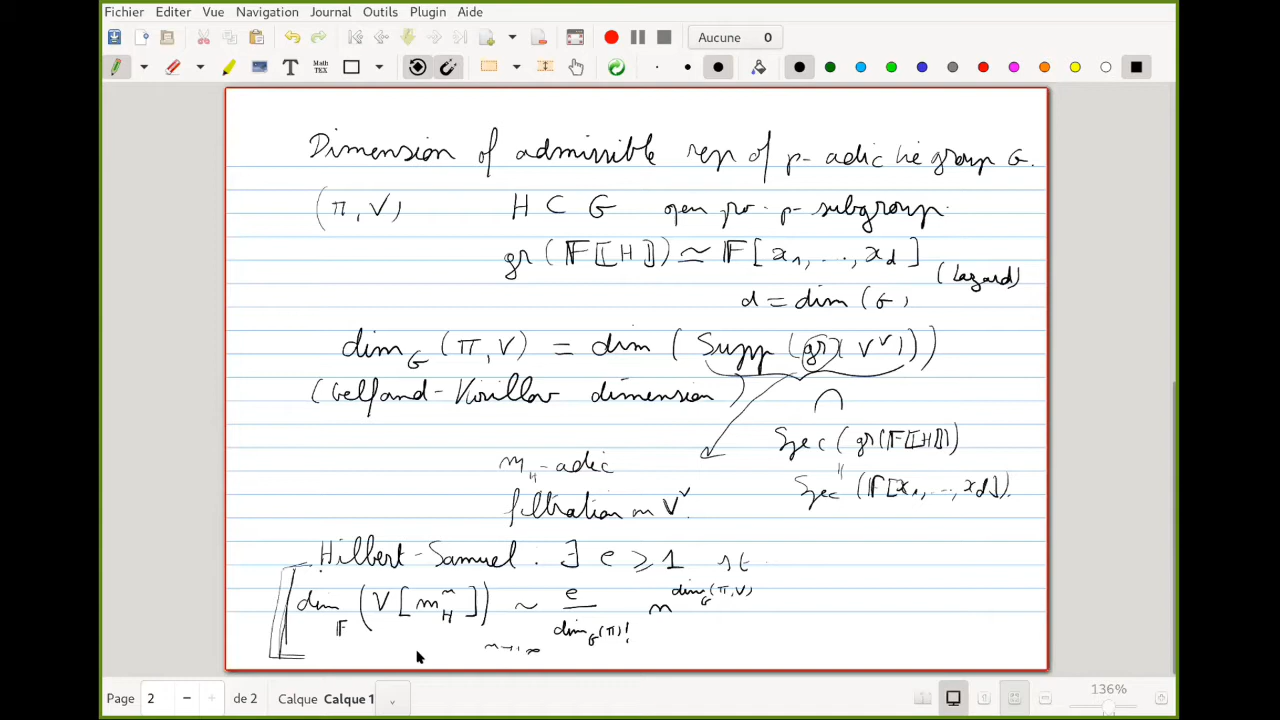 Fichier Editer Vue Navigation Journal Outils Plugin Aide
Aucune 0
T Math TEX
Dimension of admissible rep of p-adic lie group G.
(π, V) H ⊂ G open pro-p-subgroup.
gr(𝔽[[H]]) ≃ 𝔽[x₁, ..., x_d] (Lazard)
d = dim(G)
dim_G (π, V) = dim (Supp (gr(V^∨)))
(Gelfand-Kirillov dimension)
∩
Spec (gr(𝔽[[H]])
m_H-adic
filtration on V^∨.
"
Spec (𝔽[x₁, ..., x_d]).
Hilbert-Samuel : ∃ e ⩾ 1 st
dim_𝔽 (V[m_H^n]) ~_{n→+∞} e/dim_G(π)! n^{dim_G(π,V)}
Page 2 de 2 Calque Calque 1 136%